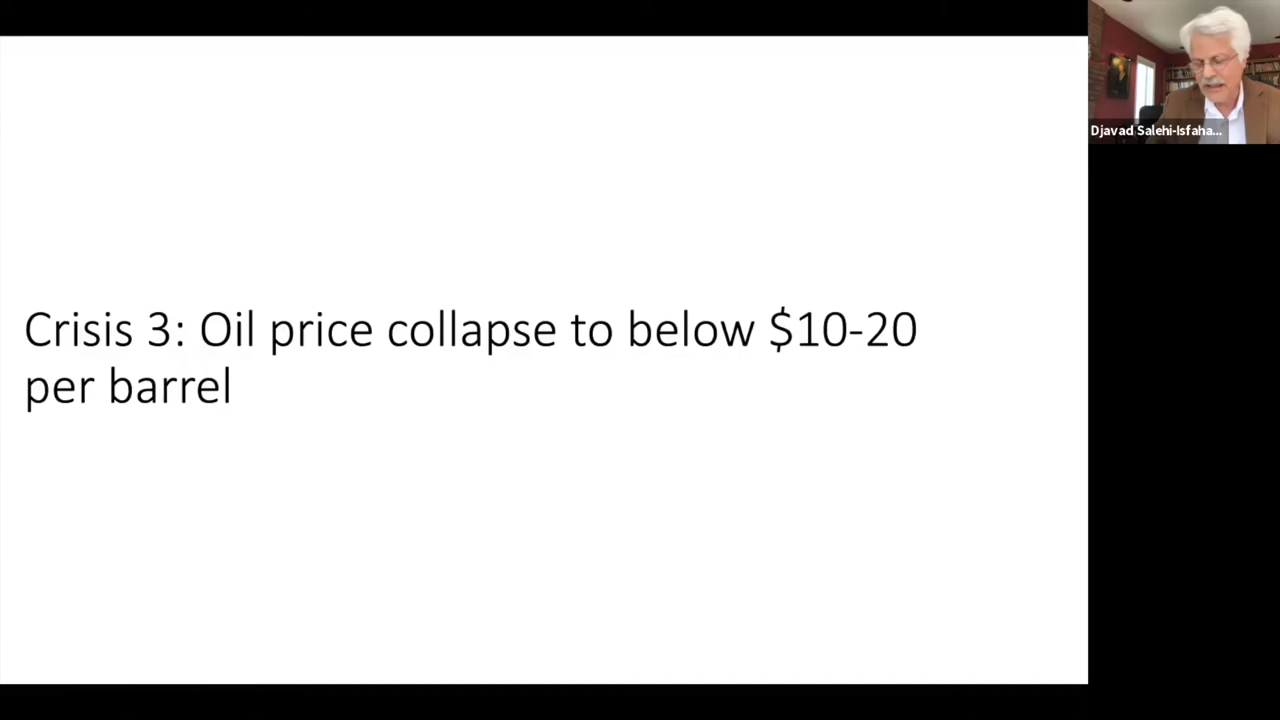 Djavad Salehi-Isfaha...
Crisis 3: Oil price collapse to below $10-20
per barrel